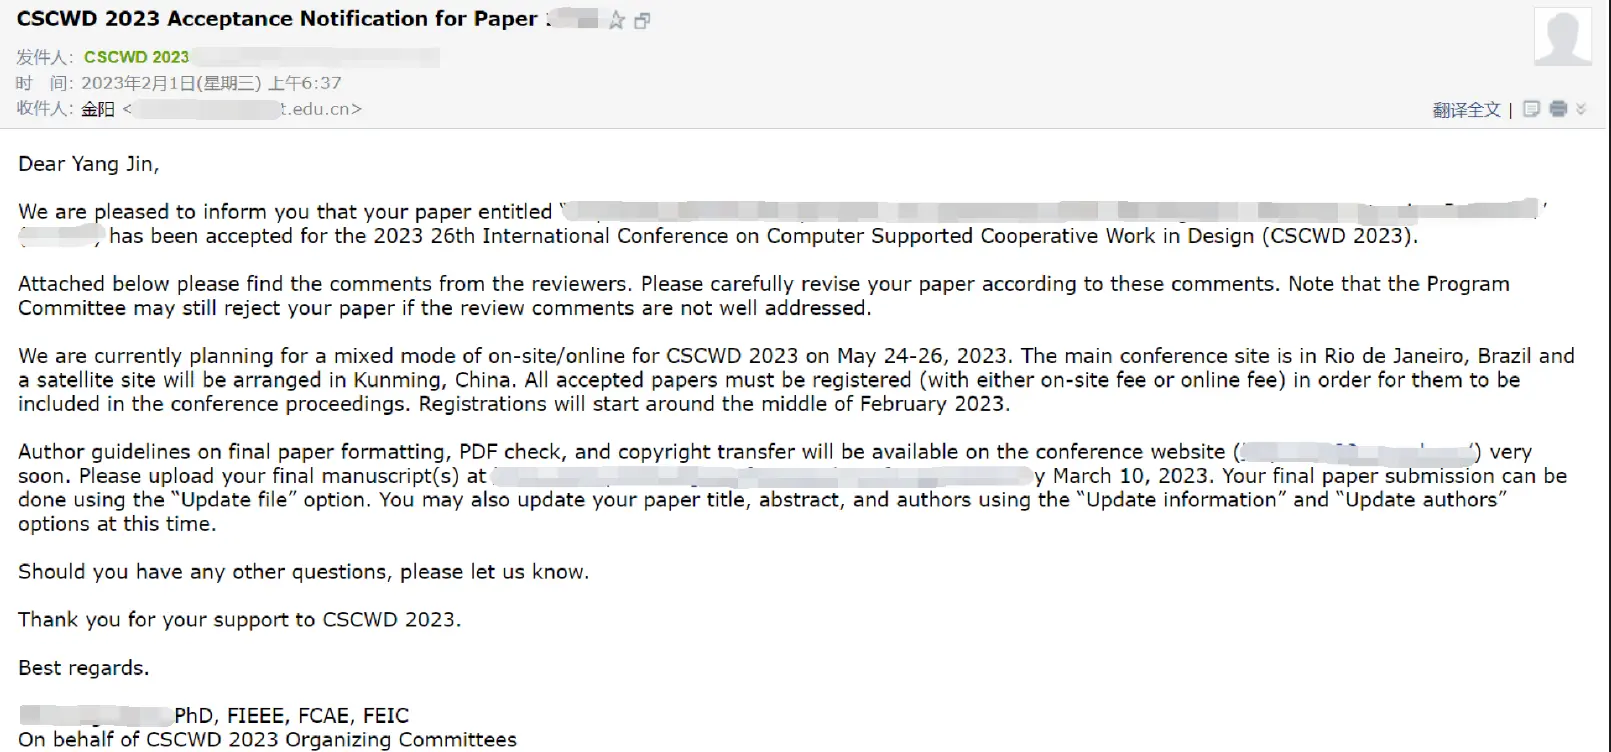 CSCWD 2023 Acceptance Notification for Paper
发件人： CSCWD 2023
时 间： 2023年2月1日(星期三) 上午6:37
收件人： 金阳 < t.edu.cn>
翻译全文 |
Dear Yang Jin,
We are pleased to inform you that your paper entitled “ ”
has been accepted for the 2023 26th International Conference on Computer Supported Cooperative Work in Design (CSCWD 2023).
Attached below please find the comments from the reviewers. Please carefully revise your paper according to these comments. Note that the Program
Committee may still reject your paper if the review comments are not well addressed.
We are currently planning for a mixed mode of on-site/online for CSCWD 2023 on May 24-26, 2023. The main conference site is in Rio de Janeiro, Brazil and
a satellite site will be arranged in Kunming, China. All accepted papers must be registered (with either on-site fee or online fee) in order for them to be
included in the conference proceedings. Registrations will start around the middle of February 2023.
Author guidelines on final paper formatting, PDF check, and copyright transfer will be available on the conference website ( ) very
soon. Please upload your final manuscript(s) at y March 10, 2023. Your final paper submission can be
done using the “Update file” option. You may also update your paper title, abstract, and authors using the “Update information” and “Update authors”
options at this time.
Should you have any other questions, please let us know.
Thank you for your support to CSCWD 2023.
Best regards.
PhD, FIEEE, FCAE, FEIC
On behalf of CSCWD 2023 Organizing Committees